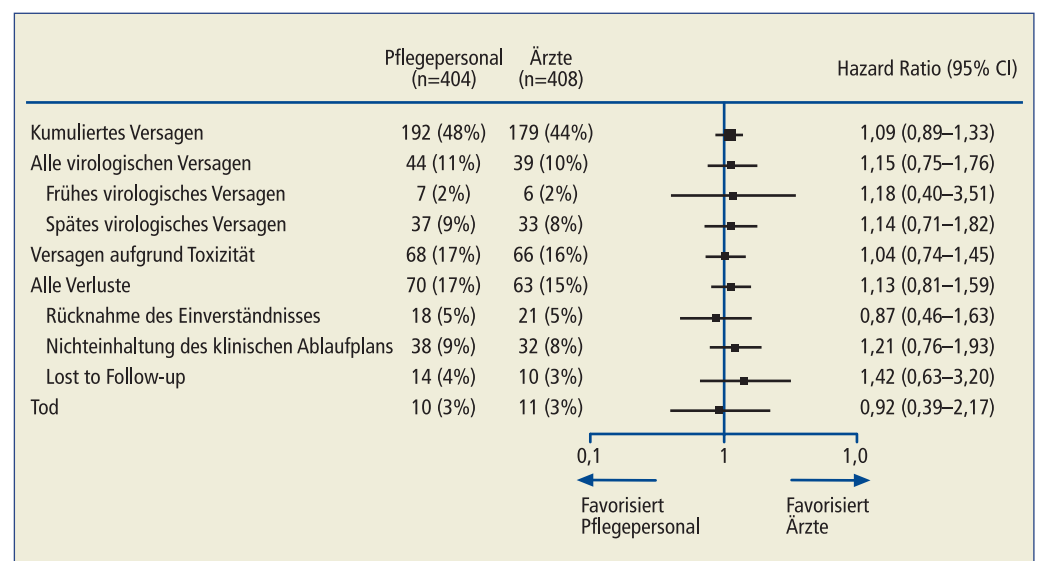 Pflegepersonal Ärzte
(n=404) (n=408) Hazard Ratio (95% CI)
Kumuliertes Versagen 192 (48%) 179 (44%) 1,09 (0,89–1,33)
Alle virologischen Versagen 44 (11%) 39 (10%) 1,15 (0,75–1,76)
Frühes virologisches Versagen 7 (2%) 6 (2%) 1,18 (0,40–3,51)
Spätes virologisches Versagen 37 (9%) 33 (8%) 1,14 (0,71–1,82)
Versagen aufgrund Toxizität 68 (17%) 66 (16%) 1,04 (0,74–1,45)
Alle Verluste 70 (17%) 63 (15%) 1,13 (0,81–1,59)
Rücknahme des Einverständnisses 18 (5%) 21 (5%) 0,87 (0,46–1,63)
Nichteinhaltung des klinischen Ablaufplans 38 (9%) 32 (8%) 1,21 (0,76–1,93)
Lost to Follow-up 14 (4%) 10 (3%) 1,42 (0,63–3,20)
Tod 10 (3%) 11 (3%) 0,92 (0,39–2,17)
0,1 1 1,0
Favorisiert Favorisiert
Pflegepersonal Ärzte